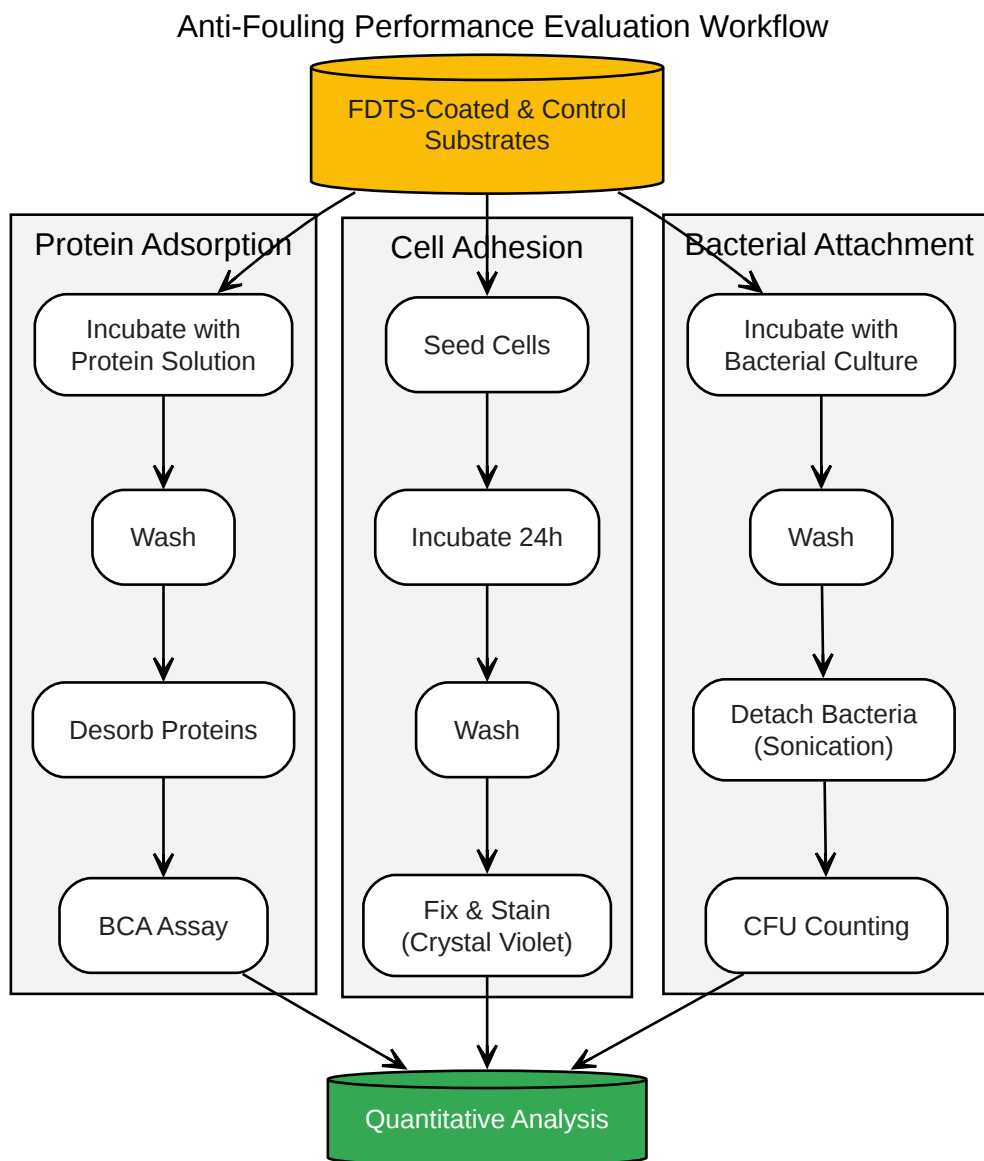 Anti-Fouling Performance Evaluation Workflow
FDTS-Coated & Control
Substrates
Protein Adsorption
Incubate with
Protein Solution
Wash
Desorb Proteins
BCA Assay
Cell Adhesion
Seed Cells
Incubate 24h
Wash
Fix & Stain
(Crystal Violet)
Bacterial Attachment
Incubate with
Bacterial Culture
Wash
Detach Bacteria
(Sonication)
CFU Counting
Quantitative Analysis